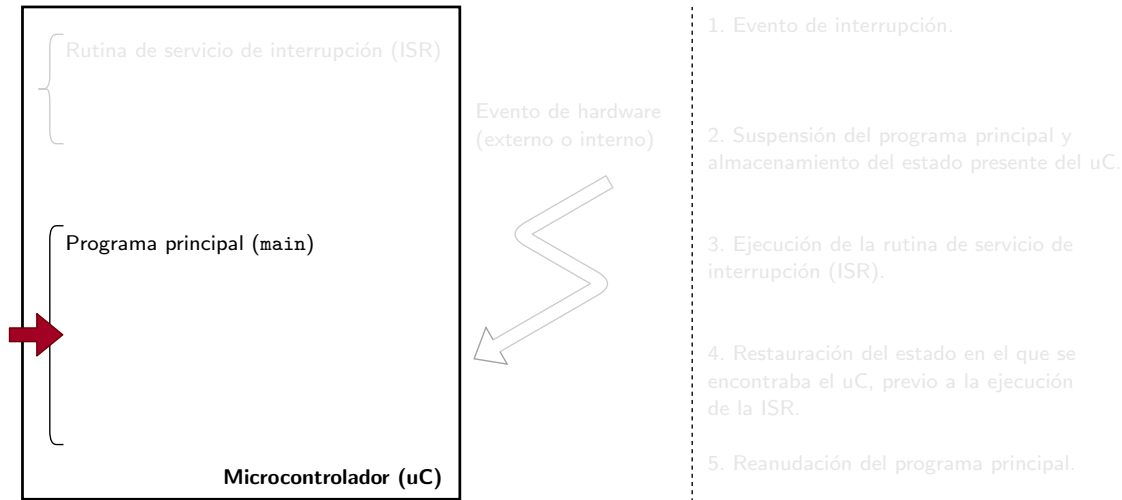 Rutina de servicio de interrupción (ISR)
Programa principal (main)
Microcontrolador (uC)
Evento de hardware
(externo o interno)
1. Evento de interrupción.
2. Suspensión del programa principal y
almacenamiento del estado presente del uC.
3. Ejecución de la rutina de servicio de
interrupción (ISR).
4. Restauración del estado en el que se
encontraba el uC, previo a la ejecución
de la ISR.
5. Reanudación del programa principal.